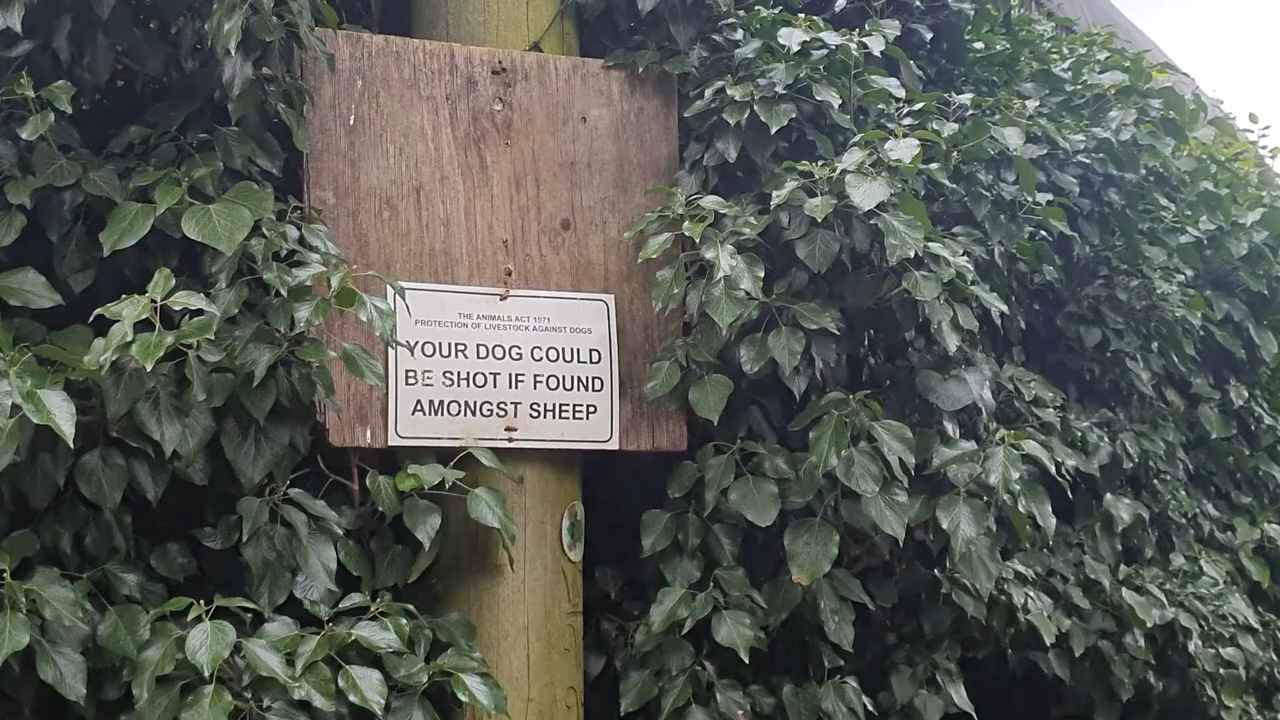 THE ANIMALS ACT 1971
PROTECTION OF LIVESTOCK AGAINST DOGS
YOUR DOG COULD
BE SHOT IF FOUND
AMONGST SHEEP